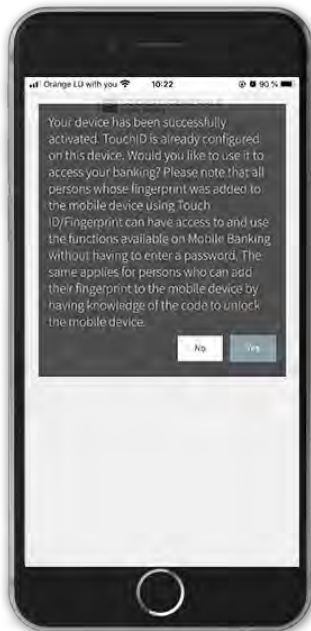 Orange LU with you 10:22 90 %
Your device has been successfully
activated. TouchID is already configured
on this device. Would you like to use it to
access your banking? Please note that all
persons whose fingerprint was added to
the mobile device using Touch
ID/Fingerprint can have access to and use
the functions available on Mobile Banking
without having to enter a password. The
same applies for persons who can add
their fingerprint to the mobile device by
having knowledge of the code to unlock
the mobile device.
No Yes